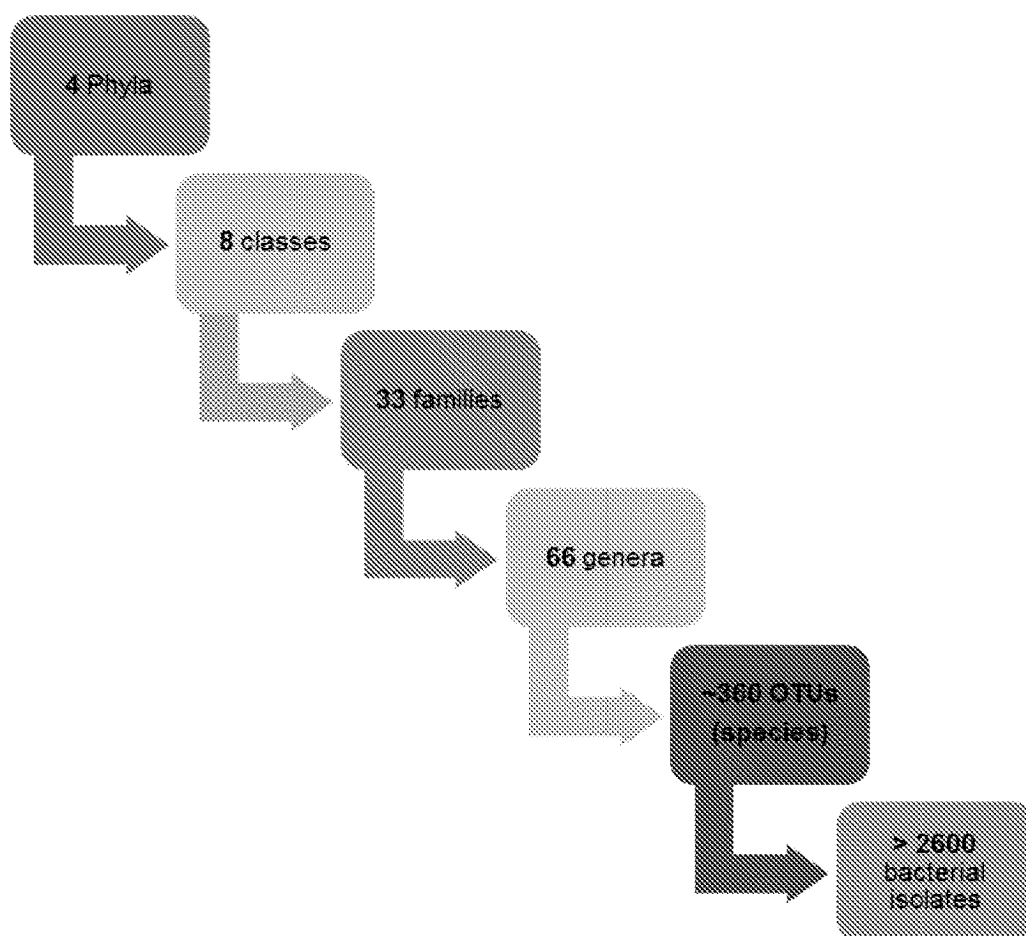 4 Phyla
8 classes
33 families
66 genera
~360 OTUs
(species)
> 2600
bacterial
isolates